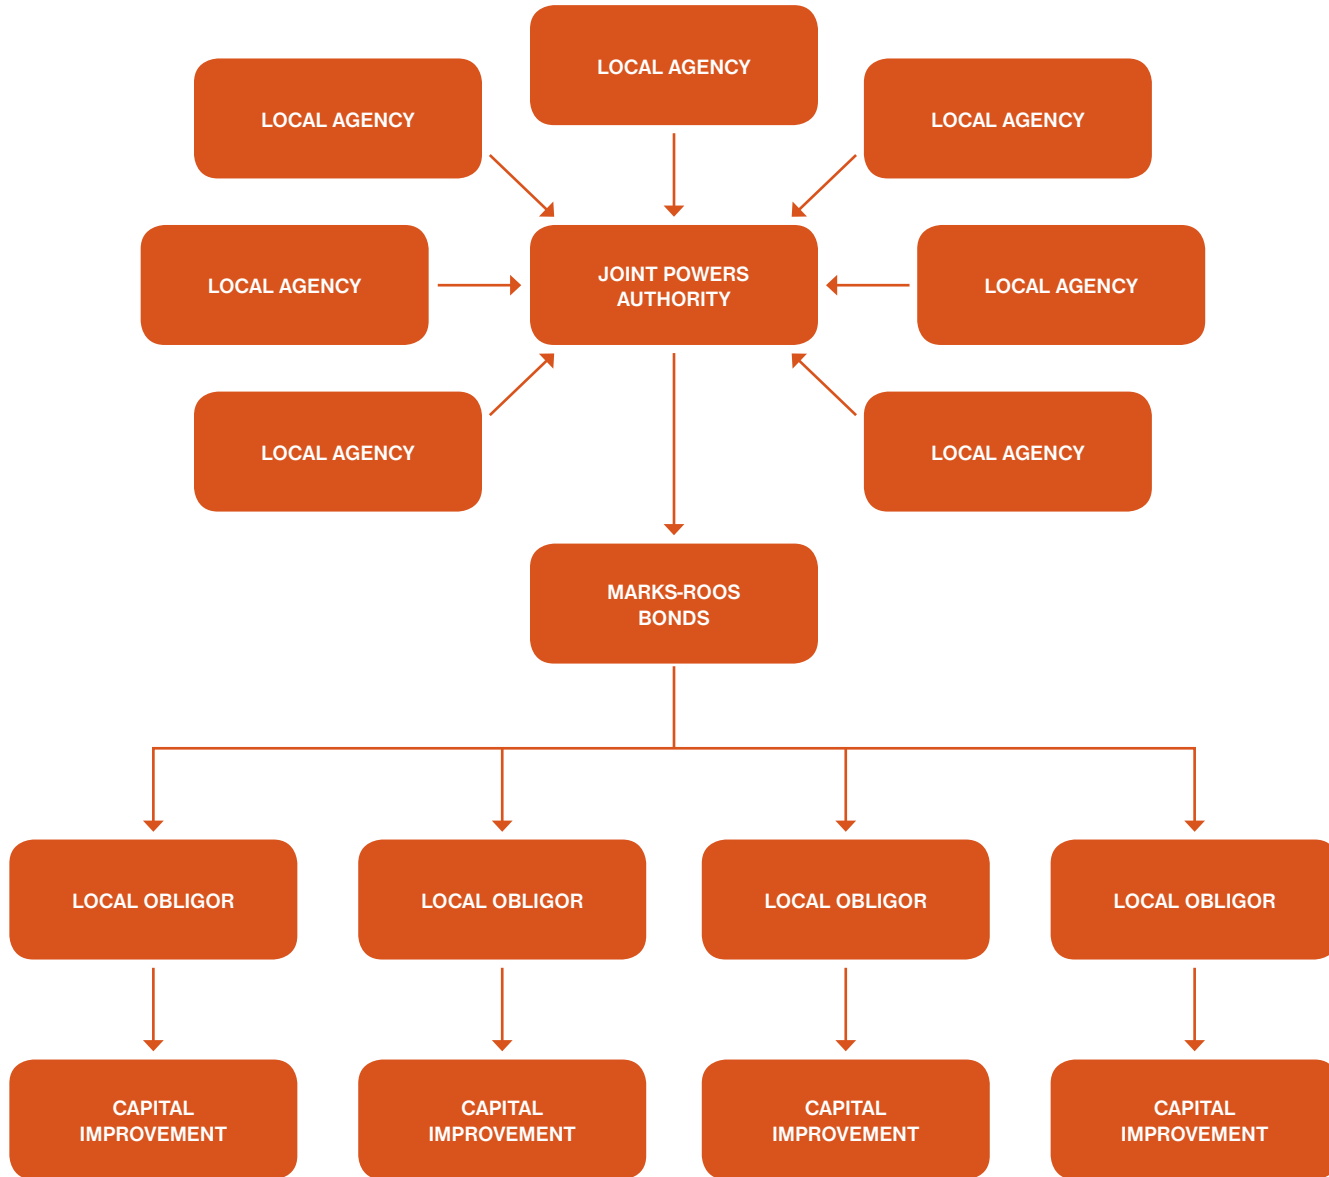 LOCAL AGENCY
LOCAL AGENCY
LOCAL AGENCY
LOCAL AGENCY
JOINT POWERS
AUTHORITY
LOCAL AGENCY
LOCAL AGENCY
LOCAL AGENCY
MARKS-ROOS
BONDS
LOCAL OBLIGOR
LOCAL OBLIGOR
LOCAL OBLIGOR
LOCAL OBLIGOR
CAPITAL
IMPROVEMENT
CAPITAL
IMPROVEMENT
CAPITAL
IMPROVEMENT
CAPITAL
IMPROVEMENT